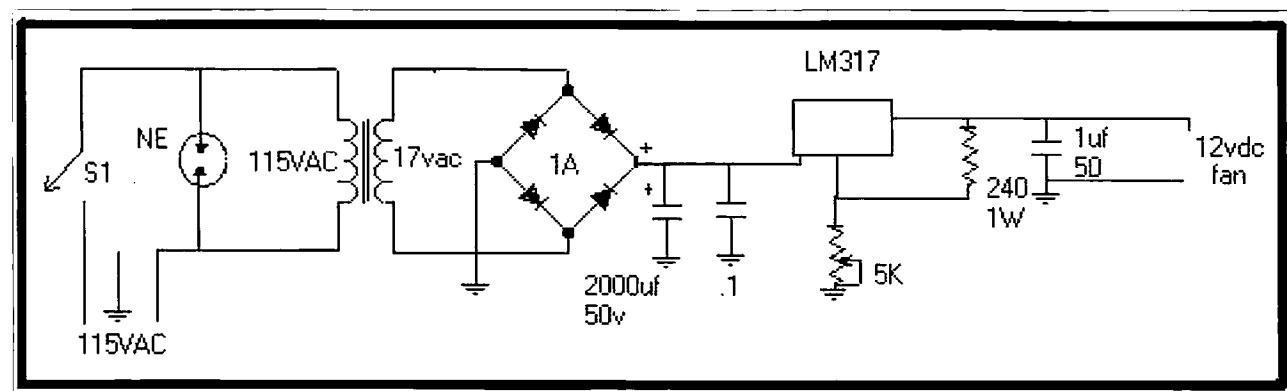 LM317
NE
S1
115VAC
17vac
1A
+
+
2000uf
50v
.1
5K
240
1W
1uf
50
12vdc
fan
115VAC